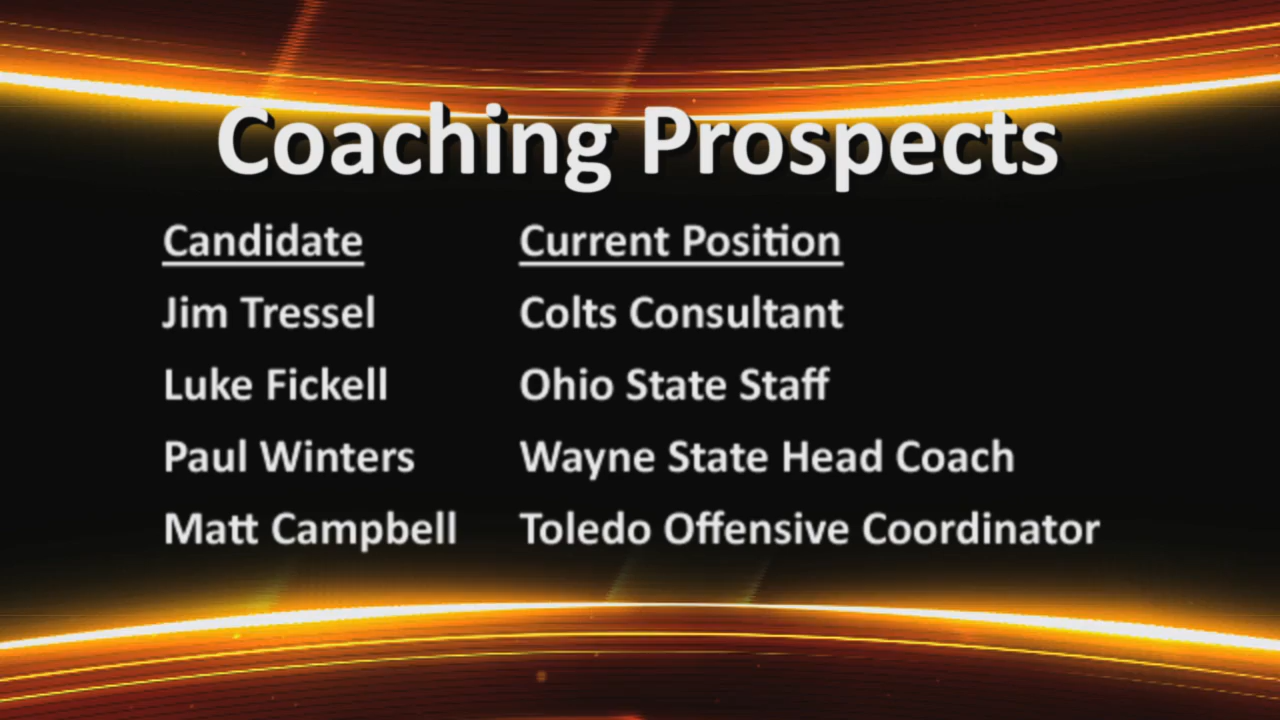 Coaching Prospects
Candidate Current Position
Jim Tressel Colts Consultant
Luke Fickell Ohio State Staff
Paul Winters Wayne State Head Coach
Matt Campbell Toledo Offensive Coordinator